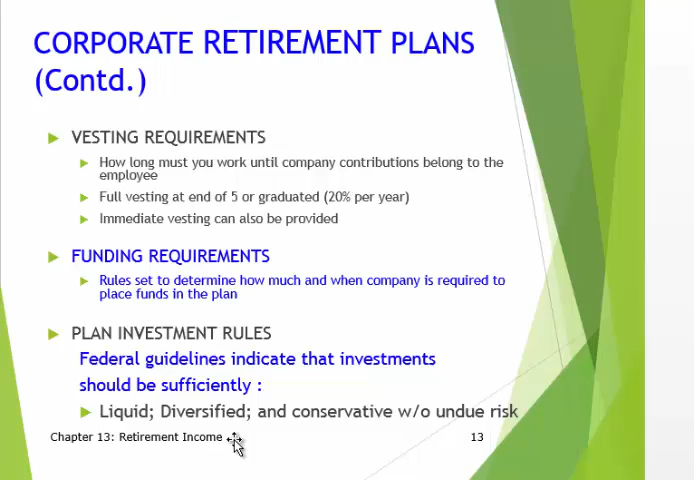 CORPORATE RETIREMENT PLANS
(Contd.)
VESTING REQUIREMENTS
How long must you work until company contributions belong to the
employee
Full vesting at end of 5 or graduated (20% per year)
Immediate vesting can also be provided
FUNDING REQUIREMENTS
Rules set to determine how much and when company is required to
place funds in the plan
PLAN INVESTMENT RULES
Federal guidelines indicate that investments
should be sufficiently :
Liquid; Diversified; and conservative w/o undue risk
Chapter 13: Retirement Income 13